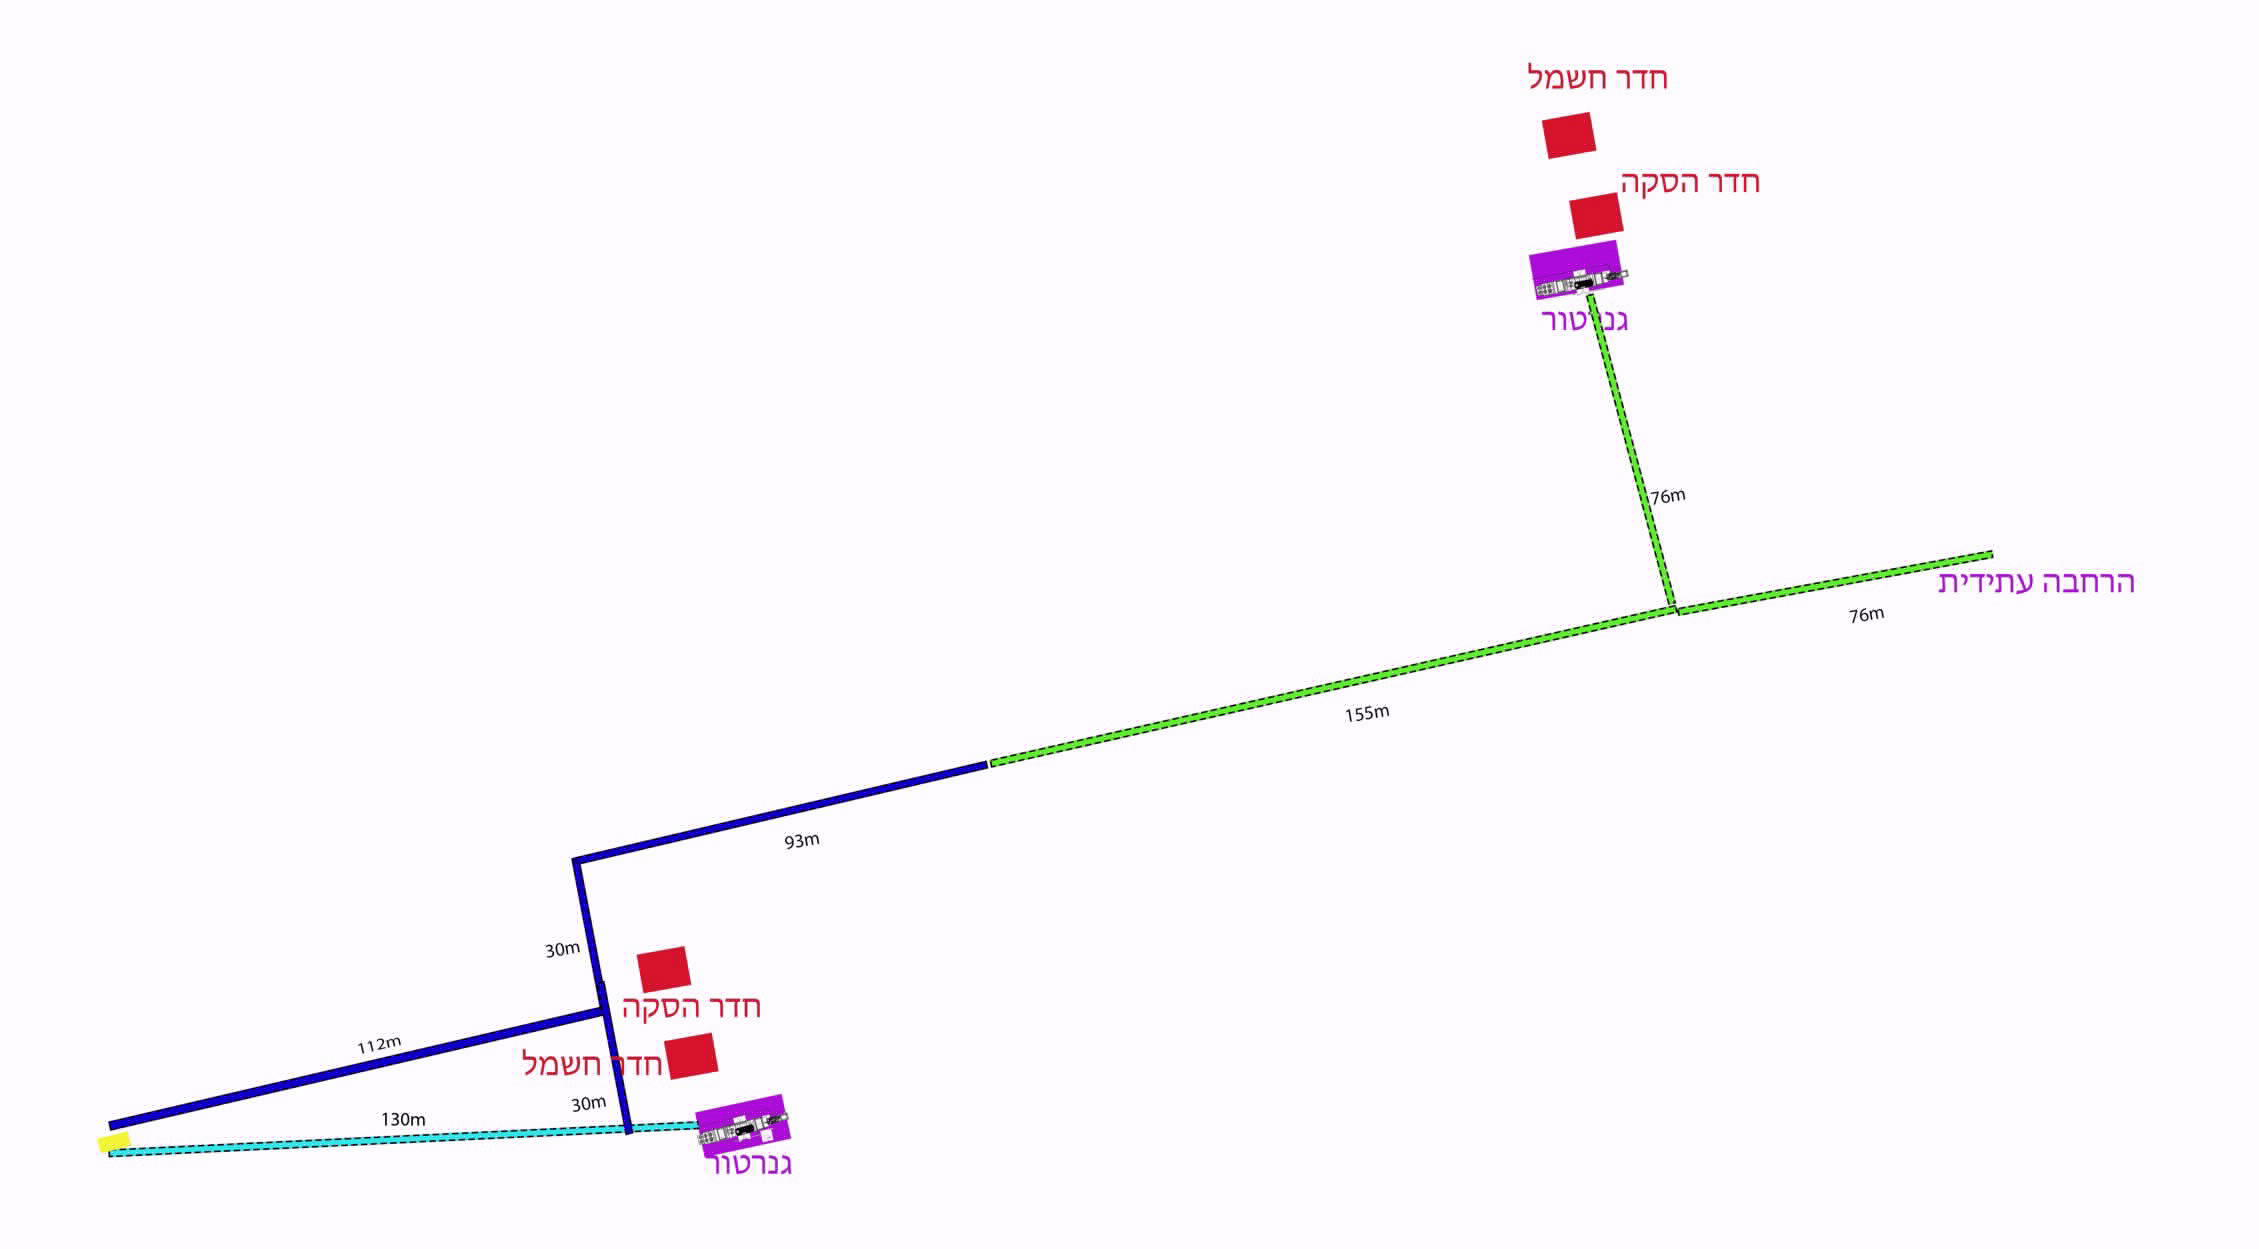 חדר חשמל
חדר הסקה
גנרטור
76m
הרחבה עתידית
76m
155m
93m
30m
חדר הסקה
112m
חדר חשמל
30m
130m
גנרטור